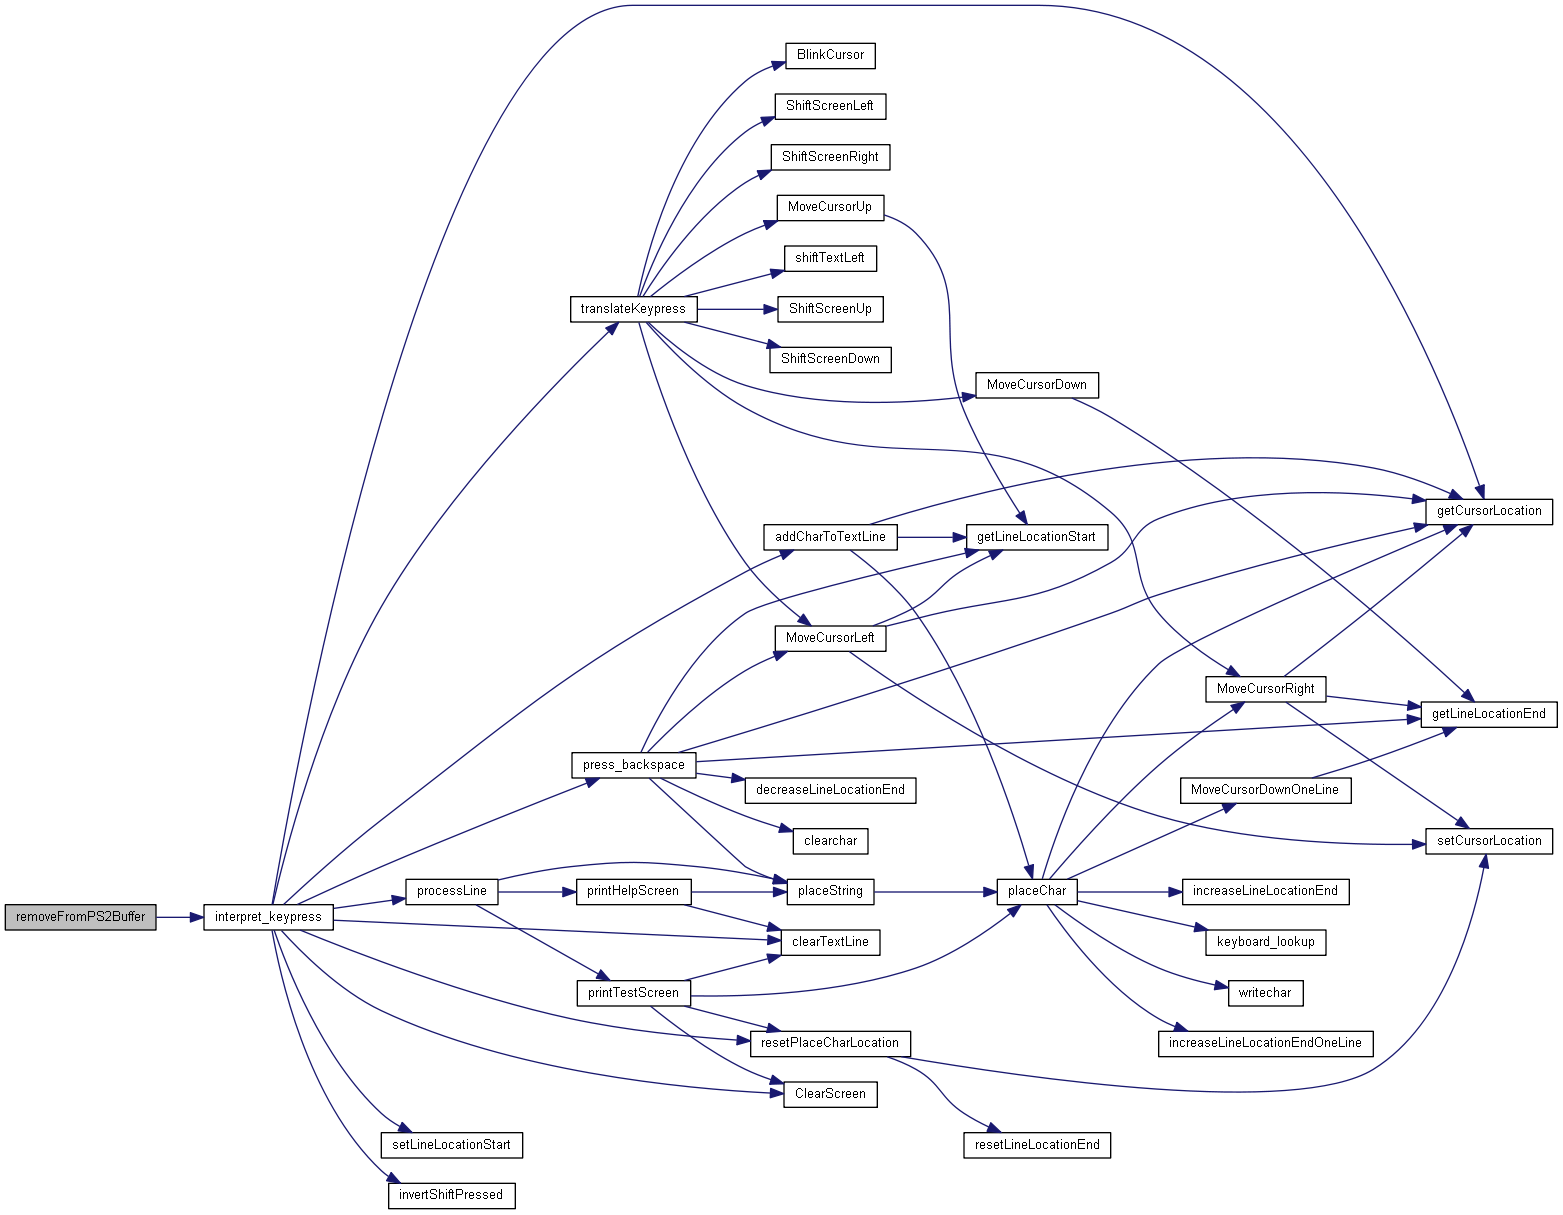 BlinkCursor
ShiftScreenLeft
ShiftScreenRight
MoveCursorUp
shiftTextLeft
translateKeypress
ShiftScreenUp
ShiftScreenDown
MoveCursorDown
getCursorLocation
addCharToTextLine
getLineLocationStart
MoveCursorLeft
MoveCursorRight
getLineLocationEnd
press_backspace
decreaseLineLocationEnd
MoveCursorDownOneLine
clearchar
setCursorLocation
processLine
printHelpScreen
placeString
placeChar
increaseLineLocationEnd
removeFromPS2Buffer
interpret_keypress
clearTextLine
keyboard_lookup
printTestScreen
writechar
resetPlaceCharLocation
increaseLineLocationEndOneLine
ClearScreen
setLineLocationStart
resetLineLocationEnd
invertShiftPressed